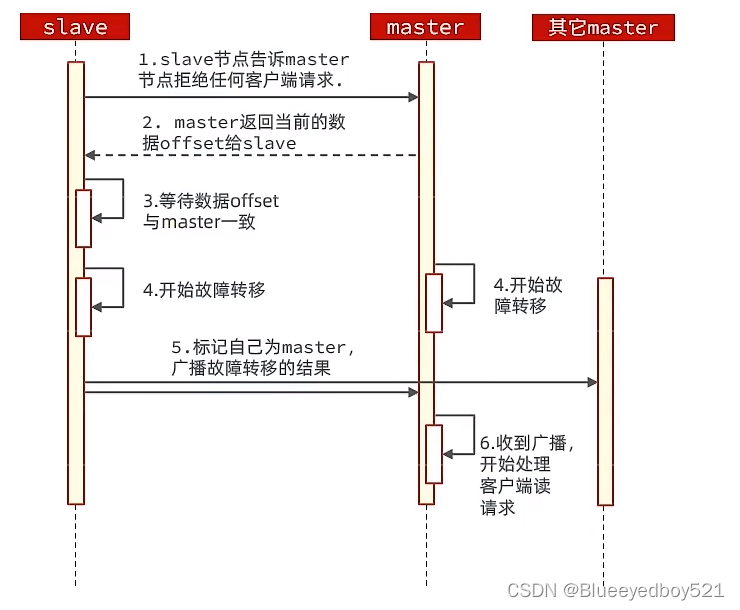 slave
master
其它master
1.slave节点告诉master
节点拒绝任何客户端请求.
2. master返回当前的数
据offset给slave
3.等待数据offset
与master一致
4.开始故障转移
4.开始故
障转移
5.标记自己为master,
广播故障转移的结果
6.收到广播,
开始处理
客户端读
请求
CSDN @Blueeyedboy521